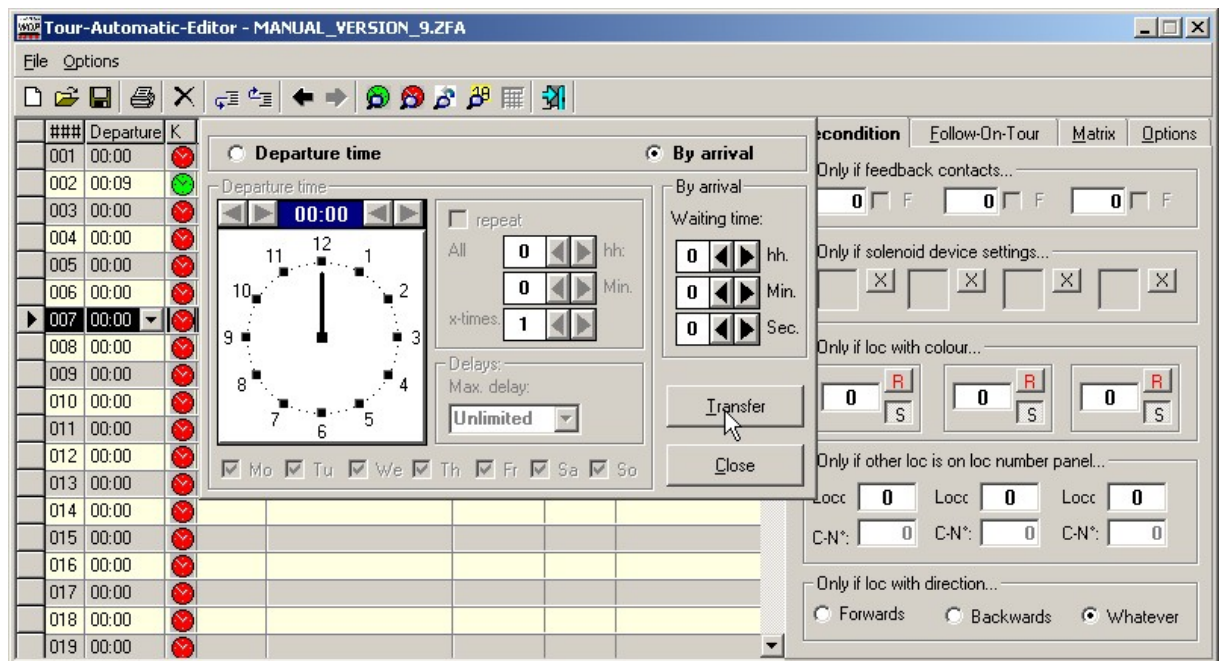 Tour-Automatic-Editor - MANUAL_VERSION_9.ZFA
File Options
### Departure K
001 00:00
002 00:09
003 00:00
004 00:00
005 00:00
006 00:00
007 00:00
008 00:00
009 00:00
010 00:00
011 00:00
012 00:00
013 00:00
014 00:00
015 00:00
016 00:00
017 00:00
018 00:00
019 00:00
Departure time By arrival
Departure time
00:00
12
11 1
10 2
9 3
8 4
7 5
6
repeat
All 0 hh:
0 Min.
x-times. 1
Delays:
Max. delay:
Unlimited
Mo Tu We Th Fr Sa So
By arrival
Waiting time:
0 hh.
0 Min.
0 Sec.
Transfer
Close
econdition Follow-On-Tour Matrix Options
Only if feedback contacts...
0 F 0 F 0 F
Only if solenoid device settings...
X X X X
Only if loc with colour...
0 R S 0 R S 0 R S
Only if other loc is on loc number panel...
Locc 0 Locc 0 Locc 0
C-N°: 0 C-N°: 0 C-N°: 0
Only if loc with direction...
Forwards Backwards Whatever